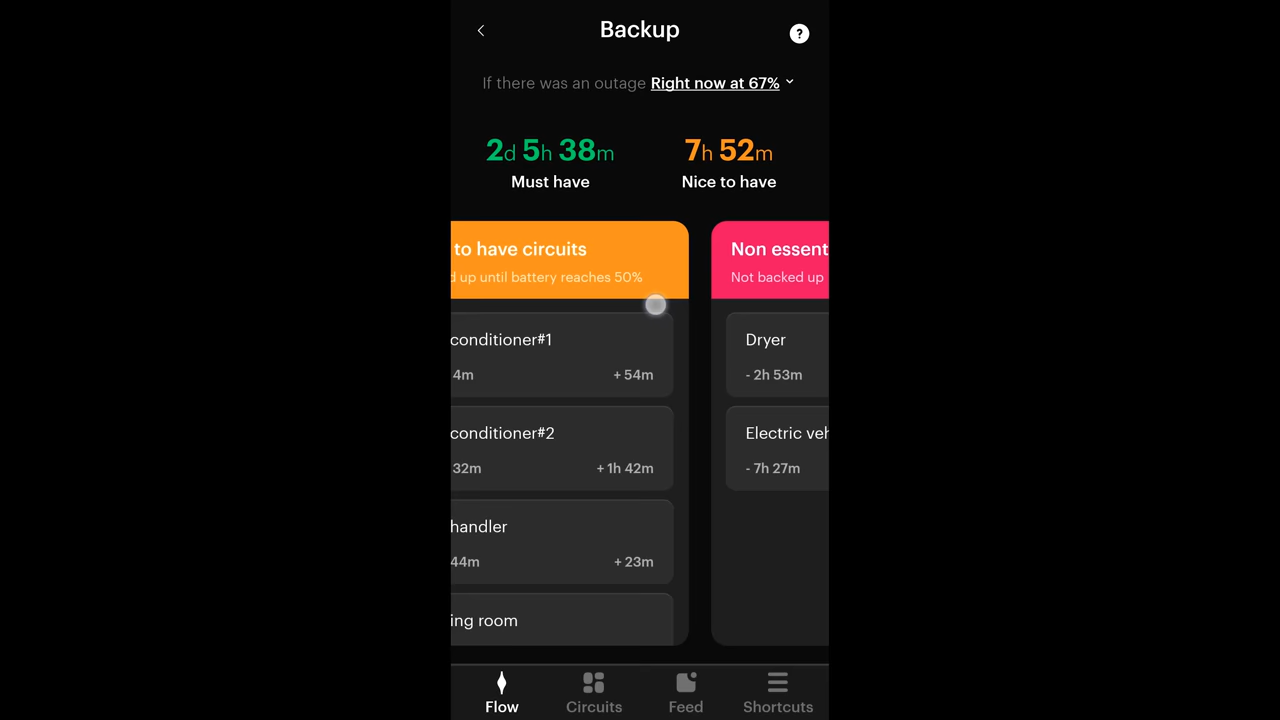 Backup
?
If there was an outage Right now at 67%
2d 5h 38m
Must have
7h 52m
Nice to have
to have circuits
d up until battery reaches 50%
conditioner#1
4m
+ 54m
conditioner#2
32m
+ 1h 42m
handler
44m
+ 23m
ing room
Non essent
Not backed up
Dryer
- 2h 53m
Electric veh
- 7h 27m
Flow
Circuits
Feed
Shortcuts